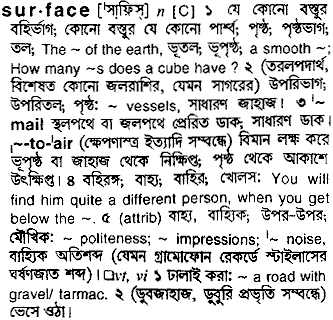 sur·face ['সাফিস্] n [C] ১ যে কোনো বস্তুর
বহির্ভাগ; কোনো বস্তুর যে কোনো পার্শ্ব; পৃষ্ঠ; পৃষ্ঠভাগ,
তল; The ~ of the earth, ভূতল; ভূপৃষ্ঠ; a smooth ~;
How many ~s does a cube have? ২ (তরলপদার্থ,
বিশেষত কোনো জলরাশির, যেমন সাগরের) উপরিভাগ;
উপরিতল; পৃষ্ঠ: ~ vessels, সাধারণ জাহাজ। ৩ '~
mail স্থলপথে বা জলপথে প্রেরিত ডাক; সাধারণ ডাক।
,~-to-'air (ক্ষেপণাস্ত্র ইত্যাদি সম্বন্ধে) বিমান লক্ষ করে
ভূপৃষ্ঠ বা জাহাজ থেকে নিক্ষিপ্ত; পৃষ্ঠ থেকে আকাশে
উৎক্ষিপ্ত। ৪ বহিরঙ্গ, বাহ্য, বাহির, খোলস: You will
find him quite a different person, when you get
below the ~. ৫ (attrib) বাহ্য, বাহ্যিক; উপর-উপর;
মৌখিক: ~ politeness; ~ impressions; '~ noise,
বাহ্যিক অতিশব্দ (যেমন গ্রামোফোন রেকর্ডে স্টাইলাসের
ঘর্ষণজাত শব্দ)। □vt, vi ১ ঢালাই করা: ~ a road with
gravel/ tarmac. ২ (ডুবজাহাজ, ডুবুরি প্রভৃতি সম্বন্ধে)
ভেসে ওঠা।